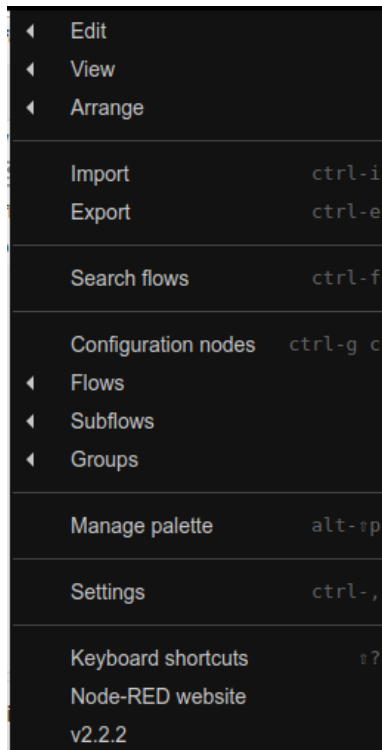 Edit
View
Arrange
Import ctrl-i
Export ctrl-e
Search flows ctrl-f
Configuration nodes ctrl-g c
Flows
Subflows
Groups
Manage palette alt-⇧p
Settings ctrl-,
Keyboard shortcuts ⇧?
Node-RED website
v2.2.2